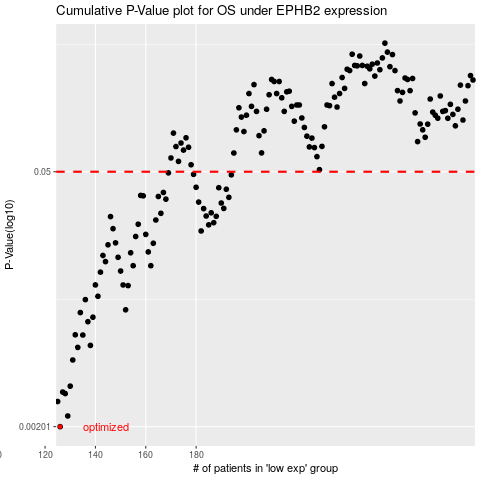 Cumulative P-Value plot for OS under EPHB2 expression
P-Value(log10)
0.05
0.00201
optimized
0 120 140 160 180
# of patients in 'low exp' group